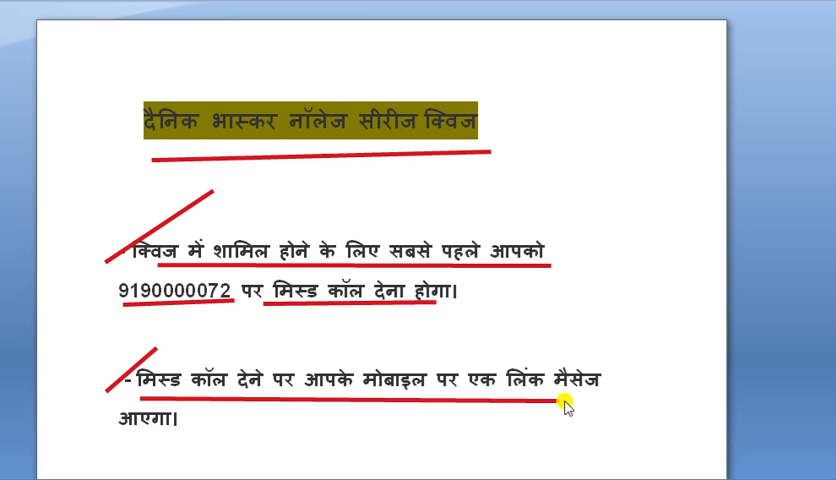 दैनिक भास्कर नॉलेज सीरीज क्विज
- क्विज में शामिल होने के लिए सबसे पहले आपको
9190000072 पर मिस्ड कॉल देना होगा।
- मिस्ड कॉल देने पर आपके मोबाइल पर एक लिंक मैसेज
आएगा।